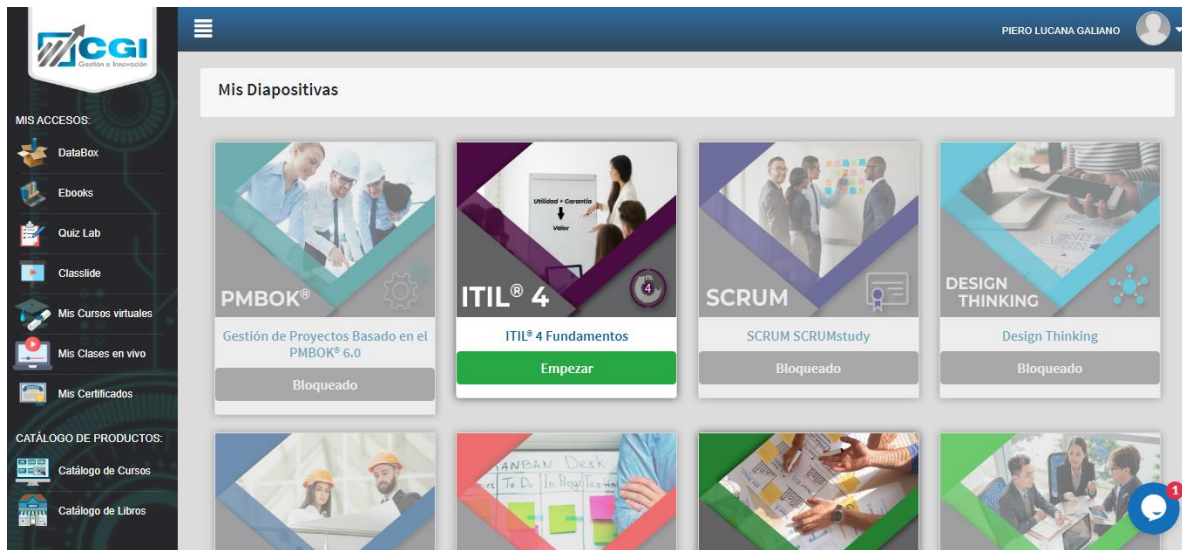 CGI
Gestión e Innovación
PIERO LUCANA GALIANO
Mis Diapositivas
MIS ACCESOS:
DataBox
Ebooks
Quiz Lab
Classlide
Mis Cursos virtuales
Mis Clases en vivo
Mis Certificados
CATÁLOGO DE PRODUCTOS:
Catálogo de Cursos
Catálogo de Libros
PMBOK®
Gestión de Proyectos Basado en el
PMBOK® 6.0
Bloqueado
Utilidad + Garantía
Valor
ITIL® 4
ITIL
4
ITIL® 4 Fundamentos
Empezar
SCRUM
SCRUM SCRUMstudy
Bloqueado
DESIGN
THINKING
Design Thinking
Bloqueado
KANBAN Desk
To Do
In Progress
1